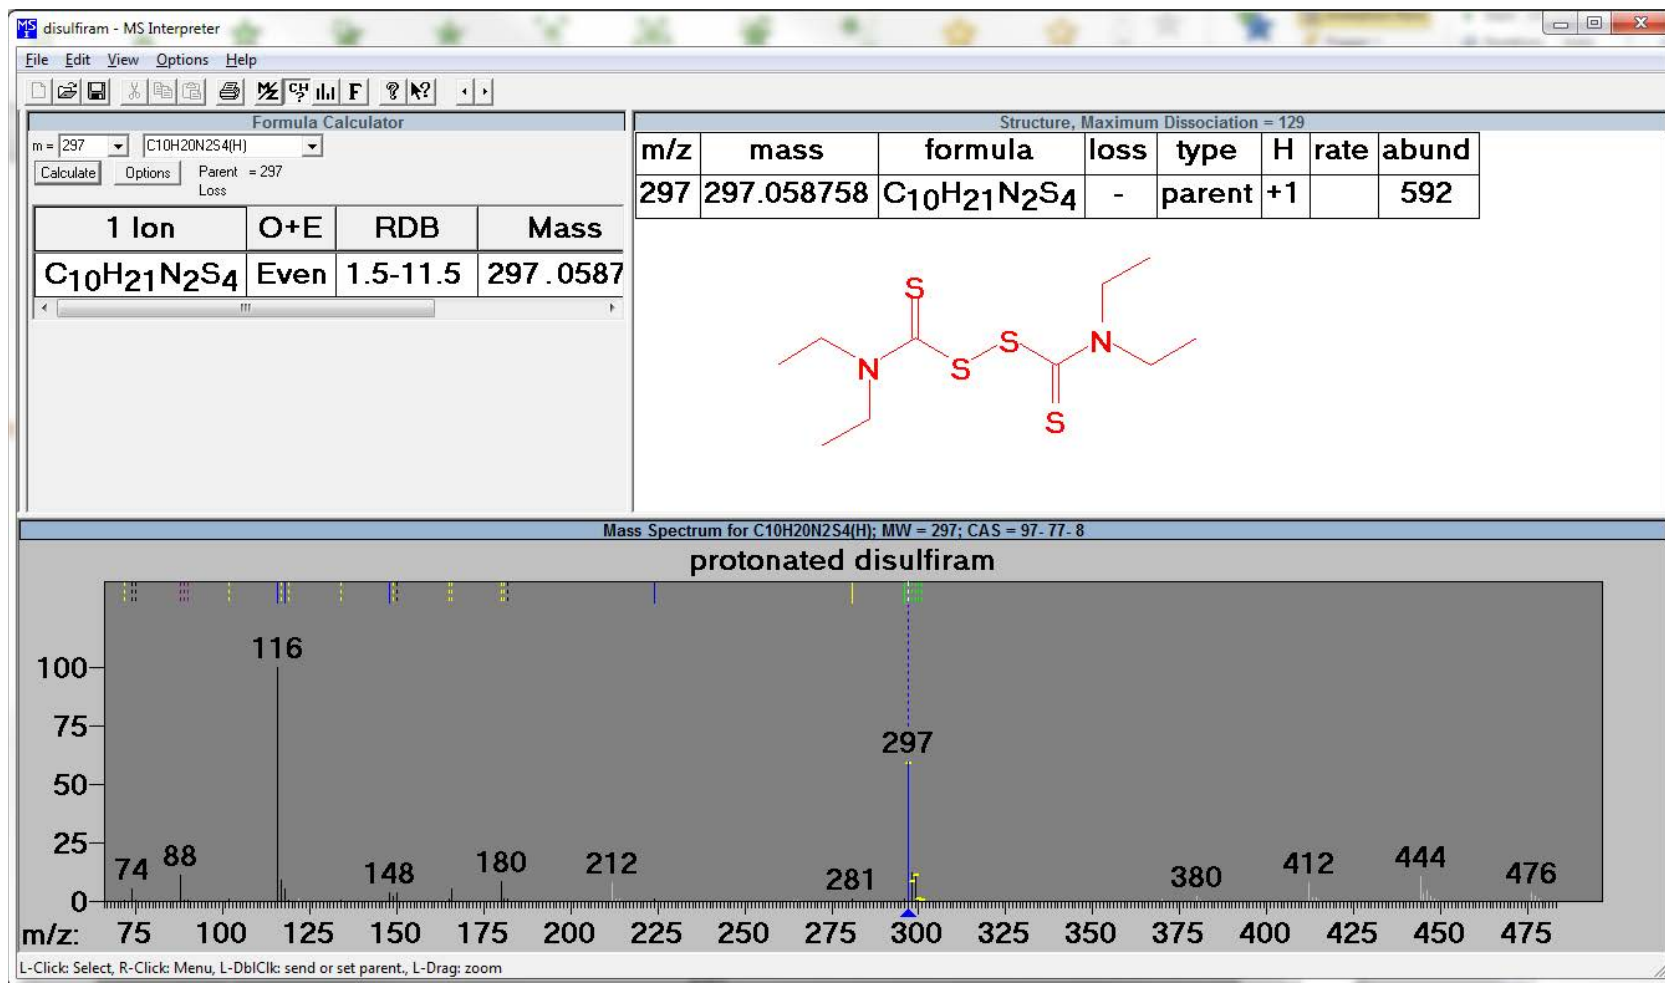 disulfiram - MS Interpreter
File Edit View Options Help
Formula Calculator
m = 297 C10H20N2S4(H)
Calculate Options Parent = 297
Loss
1 Ion O+E RDB Mass
C10H21N2S4 Even 1.5-11.5 297.0587
Structure, Maximum Dissociation = 129
m/z mass formula loss type H rate abund
297 297.058758 C10H21N2S4 - parent +1 592
S
S
S
N
N
S
Mass Spectrum for C10H20N2S4(H); MW = 297; CAS = 97-77-8
protonated disulfiram
100
75
50
25
0
116
297
74 88 148 180 212 281 380 412 444 476
m/z: 75 100 125 150 175 200 225 250 275 300 325 350 375 400 425 450 475
L-Click: Select, R-Click: Menu, L-DblClk: send or set parent., L-Drag: zoom